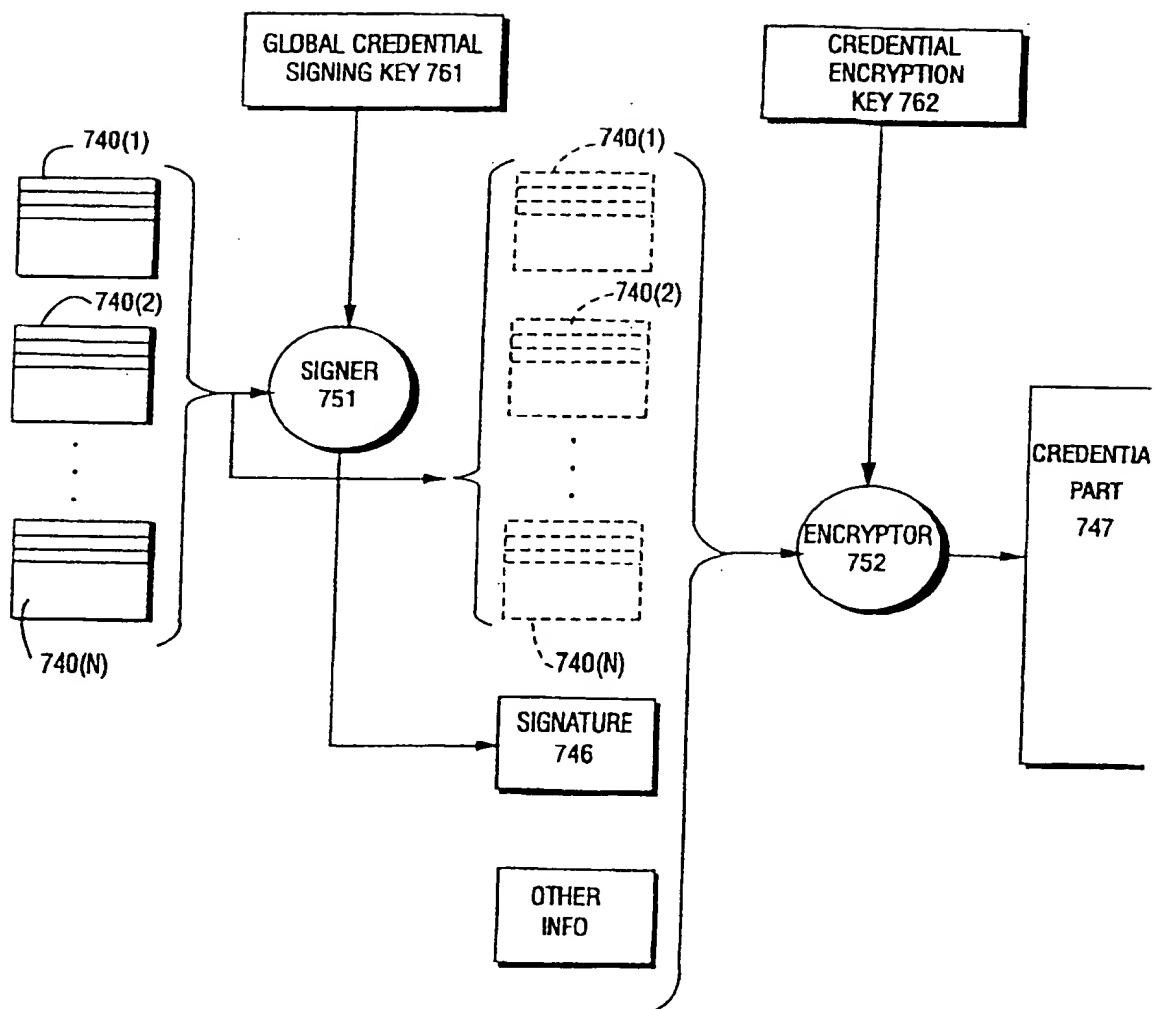 GLOBAL CREDENTIAL
SIGNING KEY 761
CREDENTIAL
ENCRYPTION
KEY 762
740(1)
740(1)
740(2)
740(2)
SIGNER
751
CREDENTIA
PART
747
ENCRYPTOR
752
740(N)
740(N)
SIGNATURE
746
OTHER
INFO